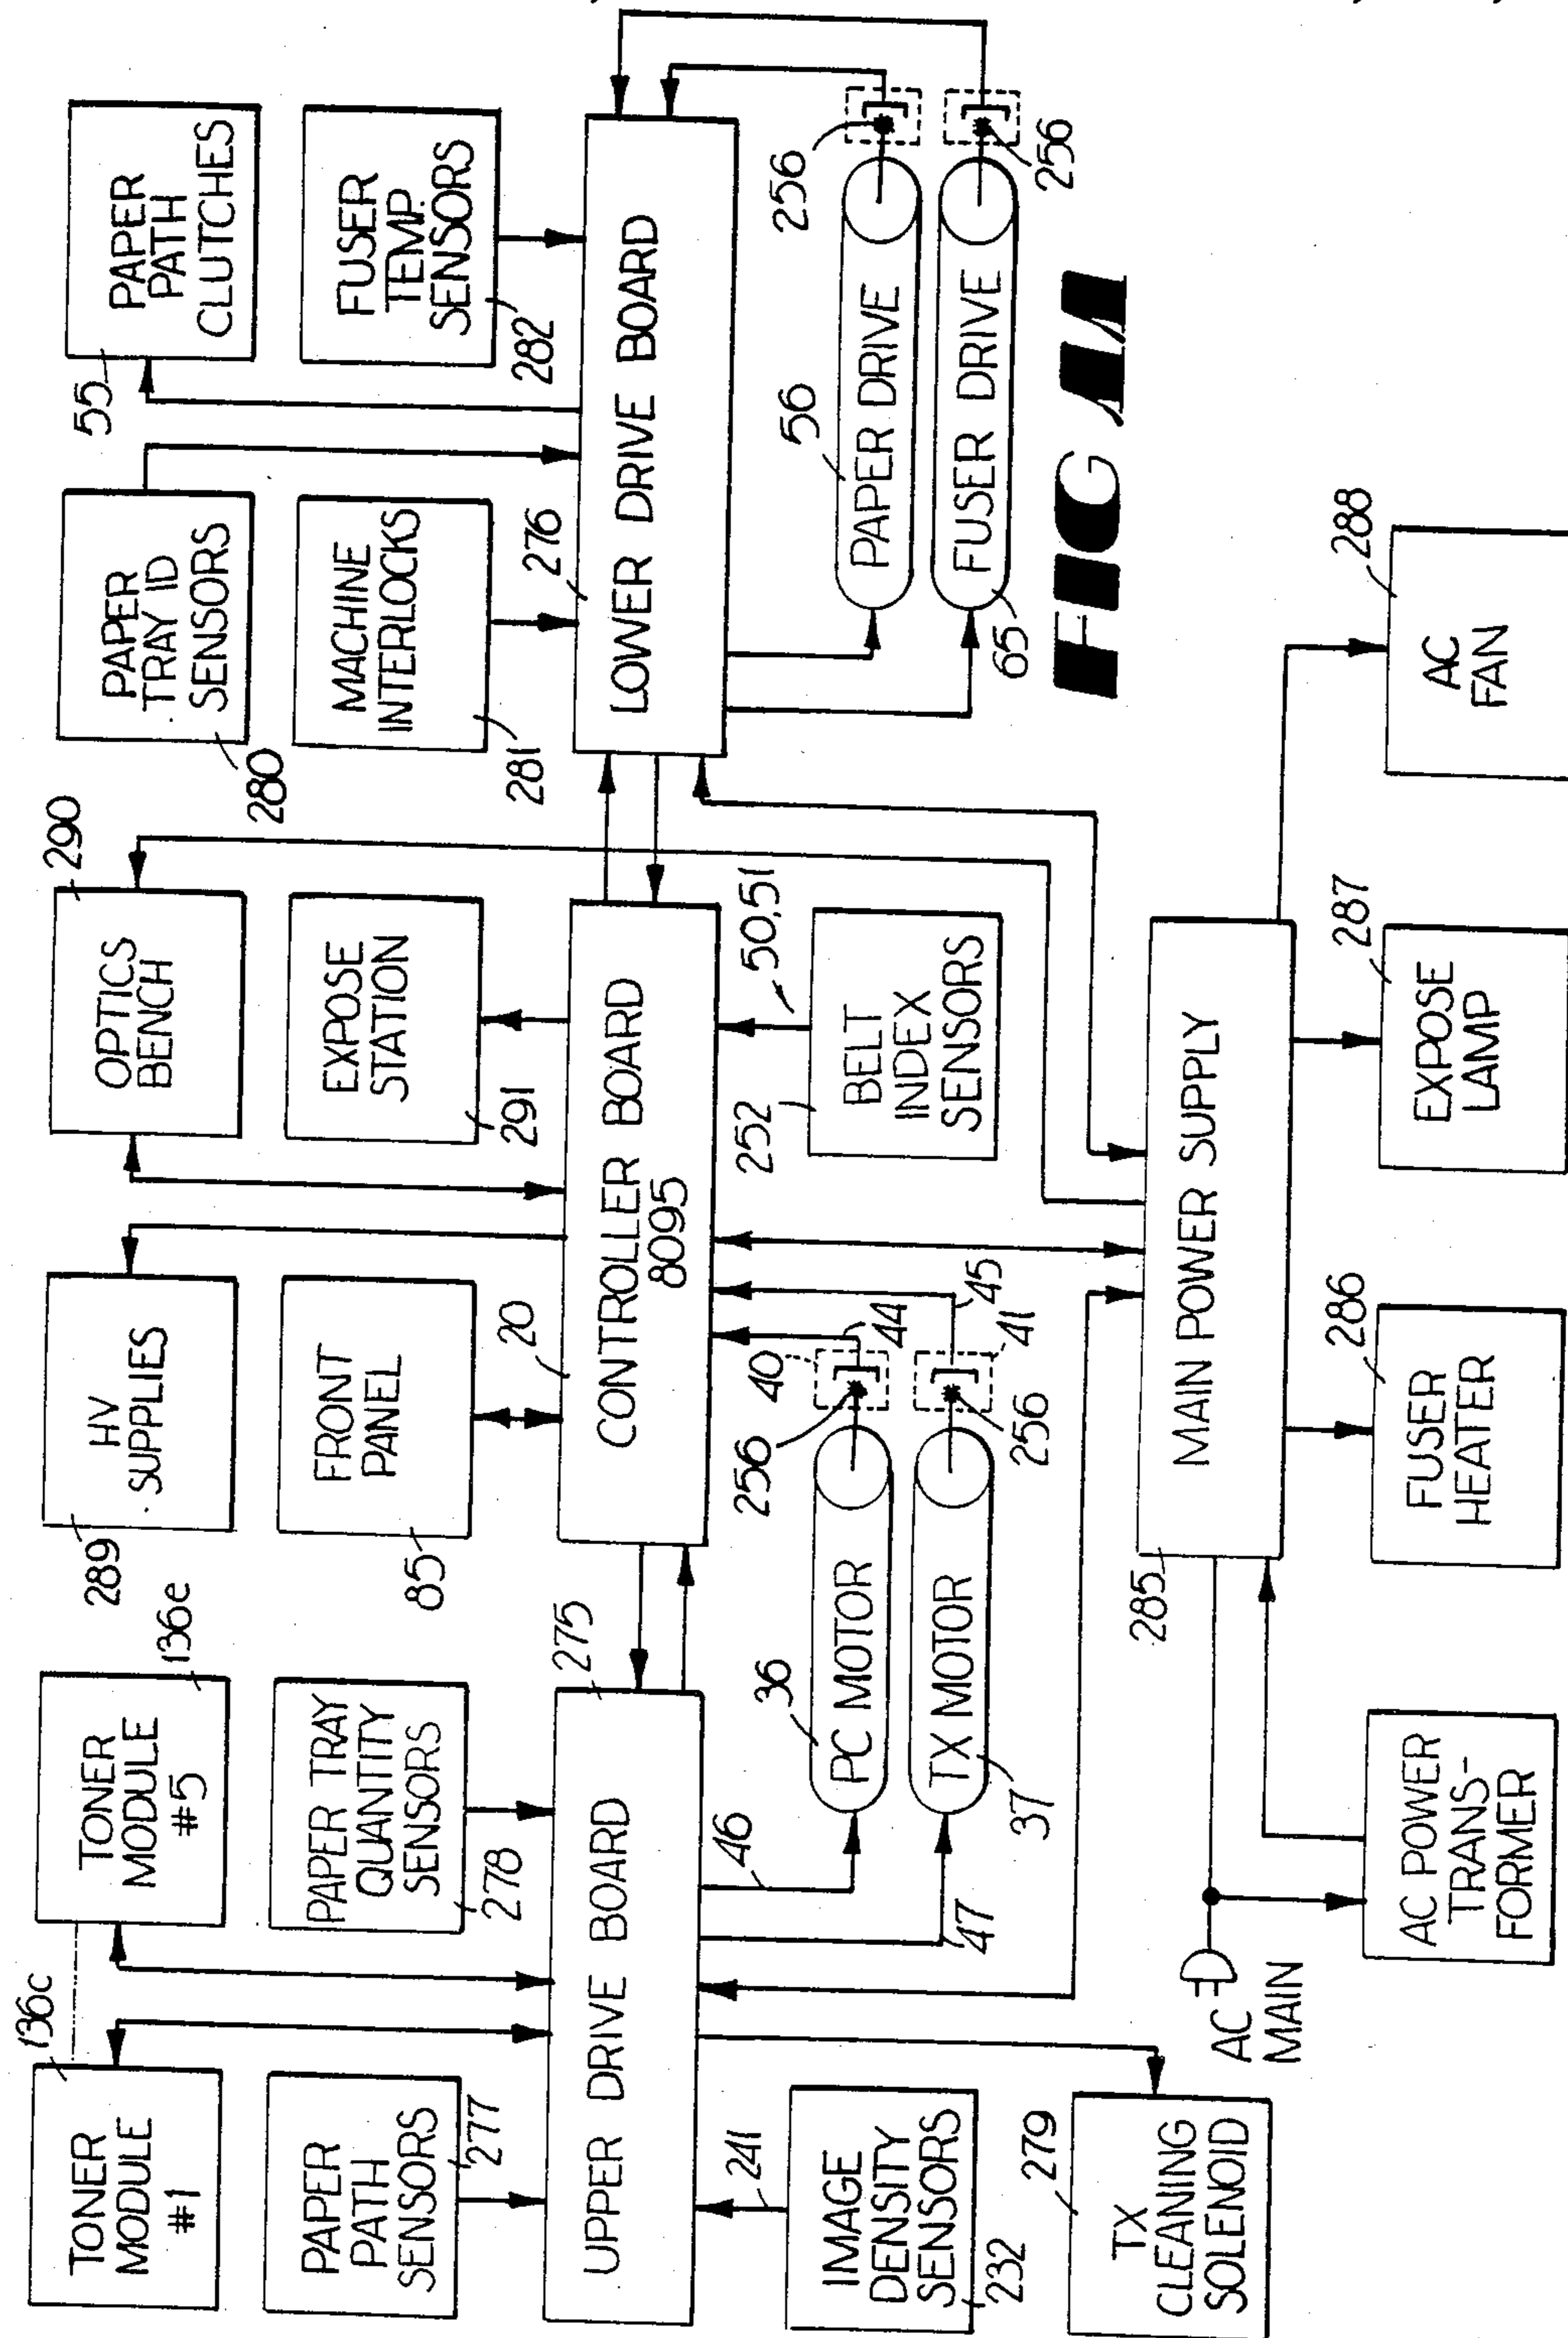 136c
TONER
MODULE
#1
136e
TONER
MODULE
#5
289
HV
SUPPLIES
290
OPTICS
BENCH
280
PAPER
TRAY ID
SENSORS
55
PAPER
PATH
CLUTCHES
277
PAPER
PATH
SENSORS
278
PAPER TRAY
QUANTITY
SENSORS
85
FRONT
PANEL
291
EXPOSE
STATION
281
MACHINE
INTERLOCKS
282
FUSER
TEMP.
SENSORS
275
UPPER DRIVE BOARD
20
CONTROLLER BOARD
8095
276
LOWER DRIVE BOARD
241
IMAGE
DENSITY
SENSORS
232
46
47
36
PC MOTOR
256
40
44
TX MOTOR
37
256
41
45
252
BELT
INDEX
SENSORS
50,51
56
PAPER DRIVE
256
FUSER DRIVE
65
256
279
TX
CLEANING
SOLENOID
AC
MAIN
285
MAIN POWER SUPPLY
FIG
AC POWER
TRANS-
FORMER
286
FUSER
HEATER
287
EXPOSE
LAMP
288
AC
FAN